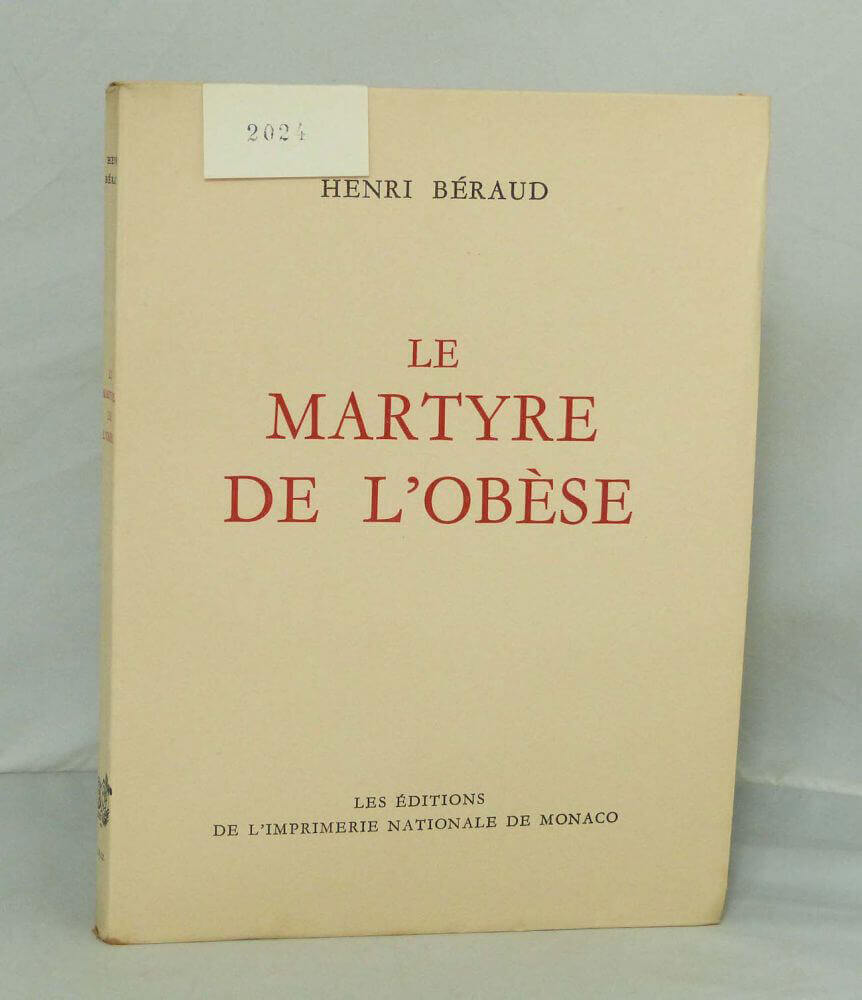 2024
HENRI BÉRAUD
LE
MARTYRE
DE L'OBÈSE
LES ÉDITIONS
DE L'IMPRIMERIE NATIONALE DE MONACO